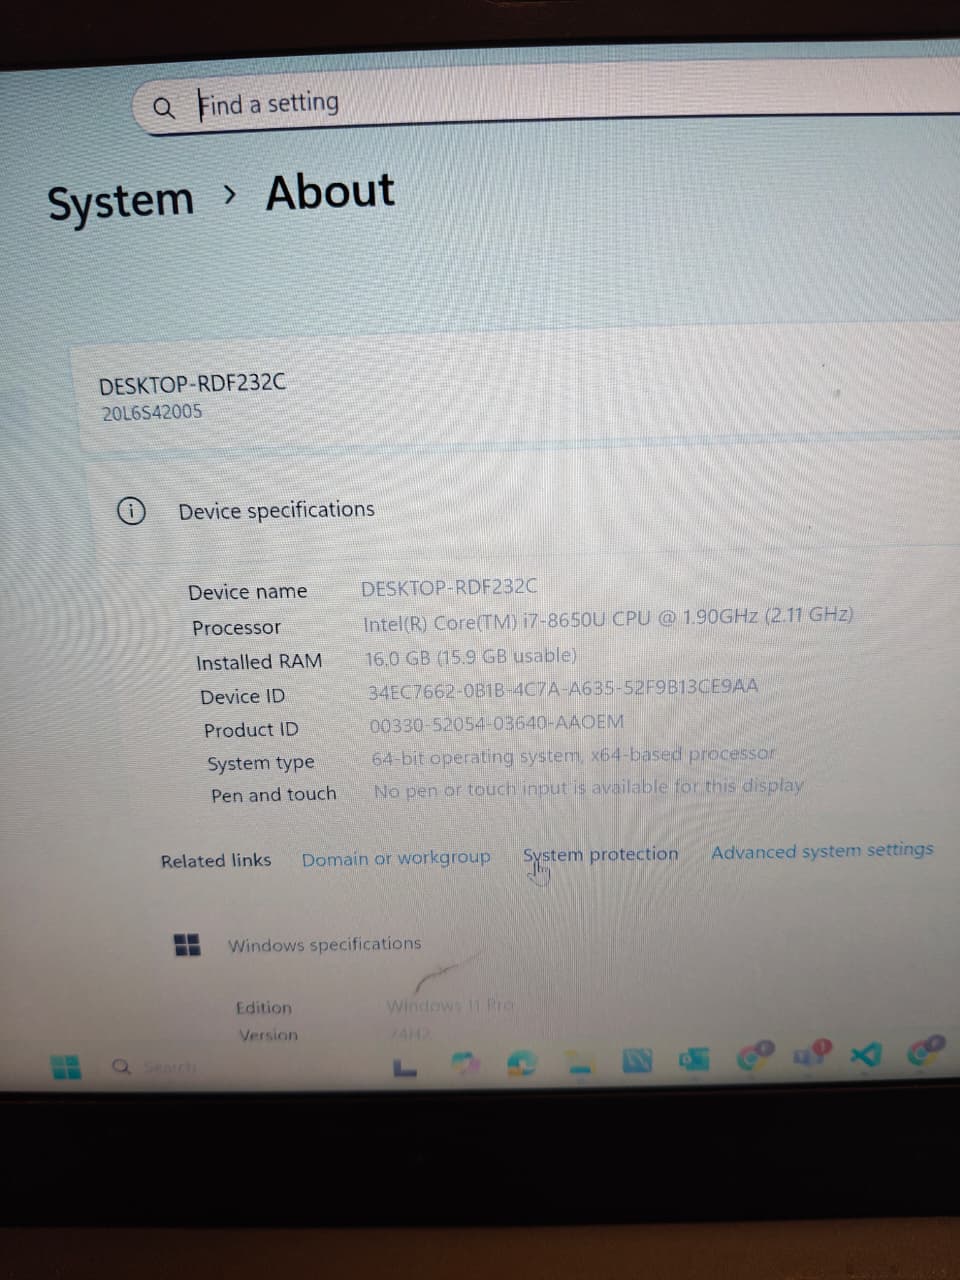 Find a setting
System > About
DESKTOP-RDF232C
20L6S42005
Device specifications
Device name DESKTOP-RDF232C
Processor Intel(R) Core(TM) i7-8650U CPU @ 1.90GHz (2.11 GHz)
Installed RAM 16.0 GB (15.9 GB usable)
Device ID 34EC7662-0B1B-4C7A-A635-52F9B13CE9AA
Product ID 00330-52054-03640-AAOEM
System type 64-bit operating system, x64-based processor
Pen and touch No pen or touch input is available for this display
Related links Domain or workgroup System protection Advanced system settings
Windows specifications
Edition Windows 11 Pro
Version 24H2
Search